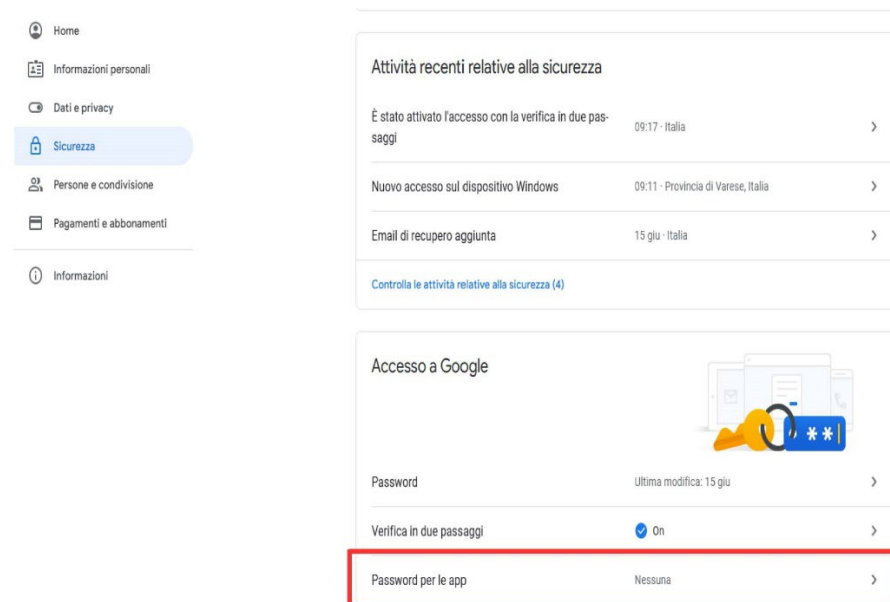 Home
Informazioni personali
Dati e privacy
Sicurezza
Persone e condivisione
Pagamenti e abbonamenti
Informazioni
Attività recenti relative alla sicurezza
È stato attivato l'accesso con la verifica in due pas-
saggi
09:17 · Italia
Nuovo accesso sul dispositivo Windows
09:11 · Provincia di Varese, Italia
Email di recupero aggiunta
15 giu · Italia
Controlla le attività relative alla sicurezza (4)
Accesso a Google
**
Password
Ultima modifica: 15 giu
Verifica in due passaggi
On
Password per le app
Nessuna